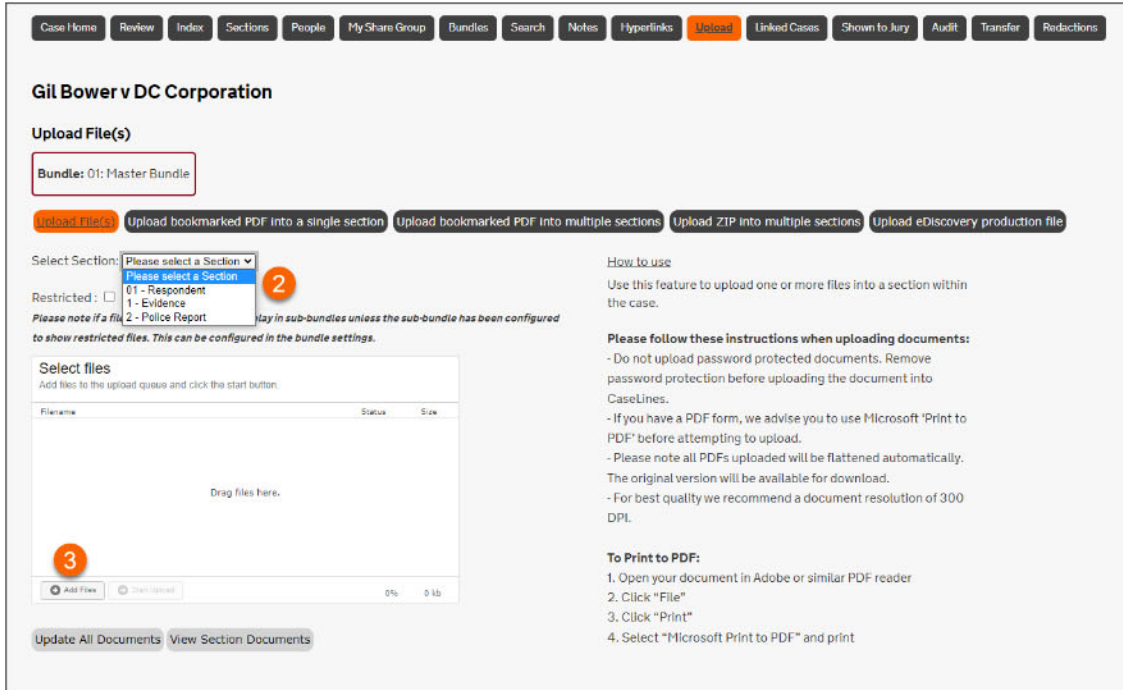 Case Home Review Index Sections People My Share Group Bundles Search Notes Hyperlinks Upload Linked Cases Shown to Jury Audit Transfer Redactions
Gil Bower v DC Corporation
Upload File(s)
Bundle: 01: Master Bundle
Upload File(s) Upload bookmarked PDF into a single section Upload bookmarked PDF into multiple sections Upload ZIP into multiple sections Upload eDiscovery production file
Select Section: Please select a Section
Please select a Section
01 - Respondent
1 - Evidence
2 - Police Report
2
Restricted :
Please note if a lay in sub-bundles unless the sub-bundle has been configured
to show restricted files. This can be configured in the bundle settings.
Select files
Add files to the upload queue and click the start button.
Filename Status Size
Drag files here.
3
Add Files Start Upload 0% 0 kb
Update All Documents View Section Documents
How to use
Use this feature to upload one or more files into a section within
the case.
Please follow these instructions when uploading documents:
- Do not upload password protected documents. Remove
password protection before uploading the document into
CaseLines.
- If you have a PDF form, we advise you to use Microsoft 'Print to
PDF' before attempting to upload.
- Please note all PDFs uploaded will be flattened automatically.
The original version will be available for download.
- For best quality we recommend a document resolution of 300
DPI.
To Print to PDF:
1. Open your document in Adobe or similar PDF reader
2. Click "File"
3. Click "Print"
4. Select "Microsoft Print to PDF" and print